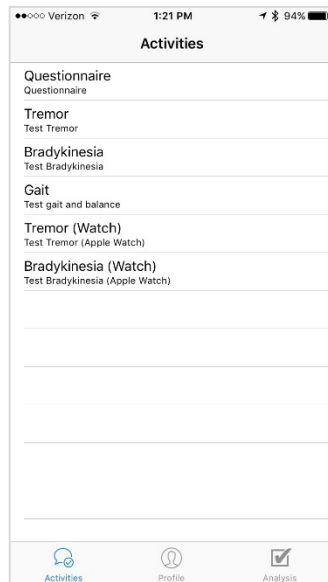 Verizon 1:21 PM 94%
Activities
Questionnaire
Questionnaire
Tremor
Test Tremor
Bradykinesia
Test Bradykinesia
Gait
Test gait and balance
Tremor (Watch)
Test Tremor (Apple Watch)
Bradykinesia (Watch)
Test Bradykinesia (Apple Watch)
Activities Profile Analysis